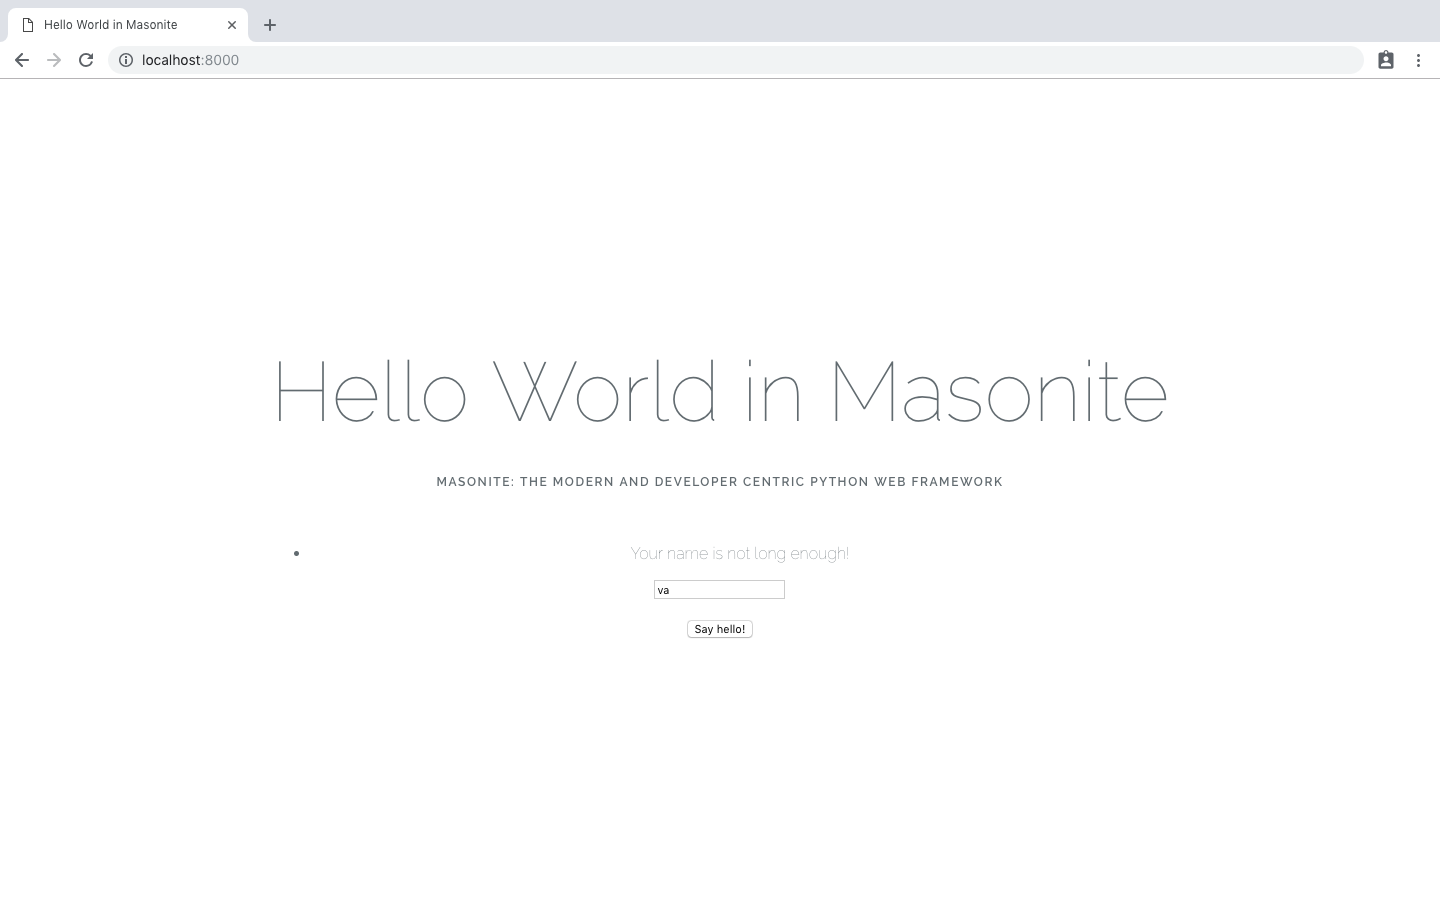 Hello World in Masonite
localhost:8000
Hello World in Masonite
MASONITE: THE MODERN AND DEVELOPER CENTRIC PYTHON WEB FRAMEWORK
Your name is not long enough!
va
Say hello!